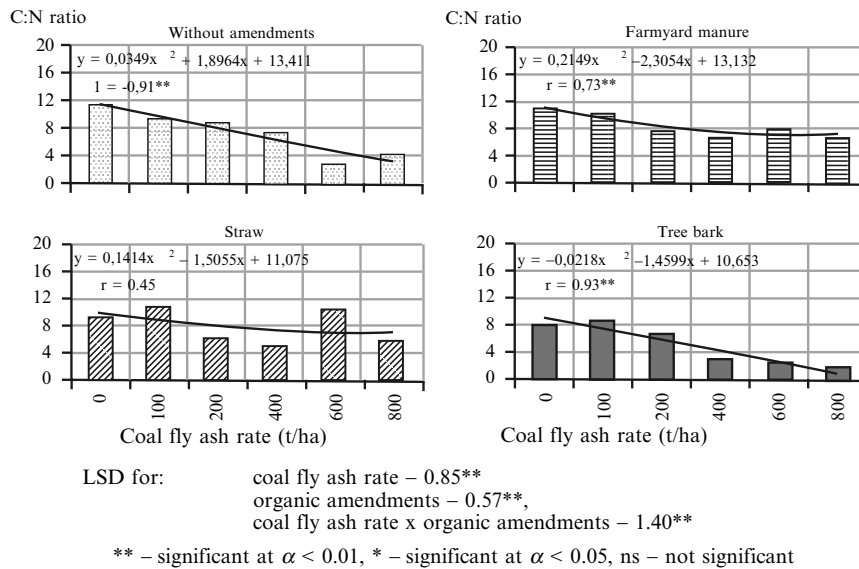 C:N ratio
Without amendments
20
16
12
8
4
0
y = 0,0349x 2 + 1,8964x + 13,411
1 = -0,91**
C:N ratio
Farmyard manure
20
16
12
8
4
0
y = 0,2149x 2 –2,3054x + 13,132
r = 0,73**
Straw
20
16
12
8
4
0
y = 0,1414x 2 – 1,5055x + 11,075
r = 0.45
0 100 200 400 600 800
Coal fly ash rate (t/ha)
Tree bark
20
16
12
8
4
0
y = –0,0218x 2 –1,4599x + 10,653
r = 0.93**
0 100 200 400 600 800
Coal fly ash rate (t/ha)
LSD for: coal fly ash rate – 0.85**
organic amendments – 0.57**,
coal fly ash rate x organic amendments – 1.40**
** – significant at α < 0.01, * – significant at α < 0.05, ns – not significant